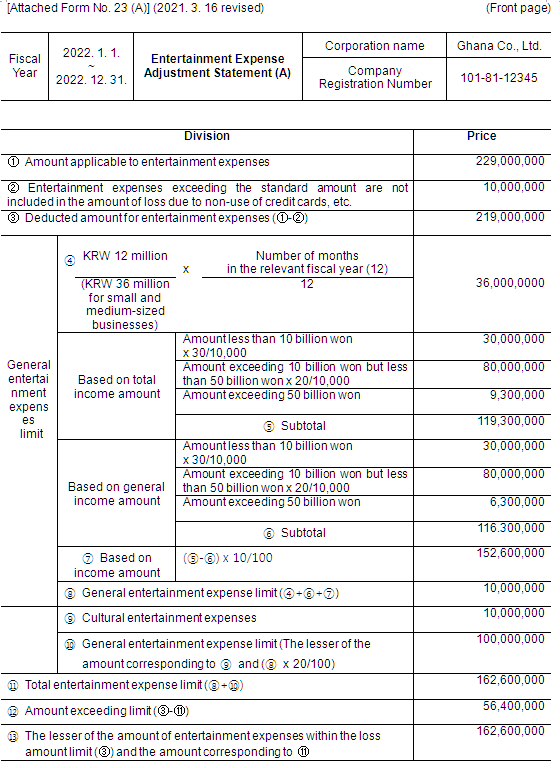 [Attached Form No. 23 (A)] (2021. 3. 16 revised) (Front page)
Fiscal
Year
2022. 1. 1.
~
2022. 12. 31.
Entertainment Expense
Adjustment Statement (A)
Corporation name
Ghana Co., Ltd.
Company
Registration Number
101-81-12345
Division Price
① Amount applicable to entertainment expenses 229,000,000
② Entertainment expenses exceeding the standard amount are not
included in the amount of loss due to non-use of credit cards, etc.
10,000,000
③ Deducted amount for entertainment expenses (①-②) 219,000,000
General
entertai
nment
expens
es
limit
④ KRW 12 million
(KRW 36 million
for small and
medium-sized
businesses)
x
Number of months
in the relevant fiscal year (12)
12
36,000,0000
Based on total
income amount
Amount less than 10 billion won
x 30/10,000
30,000,000
Amount exceeding 10 billion won but less
than 50 billion won x 20/10,000
80,000,000
Amount exceeding 50 billion won 9,300,000
⑤ Subtotal 119,300,000
Based on general
income amount
Amount less than 10 billion won
x 30/10,000
30,000,000
Amount exceeding 10 billion won but less
than 50 billion won x 20/10,000
80,000,000
Amount exceeding 50 billion won 6,300,000
⑥ Subtotal 116.300,000
⑦ Based on
income amount
(⑤-⑥) x 10/100 152,600,000
⑧ General entertainment expense limit (④+⑥+⑦) 10,000,000
⑨ Cultural entertainment expenses 10,000,000
⑩ General entertainment expense limit (The lesser of the
amount corresponding to ⑨ and (⑧ x 20/100)
100,000,000
⑪ Total entertainment expense limit (⑧+⑩) 162,600,000
⑫ Amount exceeding limit (③-⑪) 56,400,000
⑬ The lesser of the amount of entertainment expenses within the loss
amount limit (③) and the amount corresponding to ⑪
162,600,000